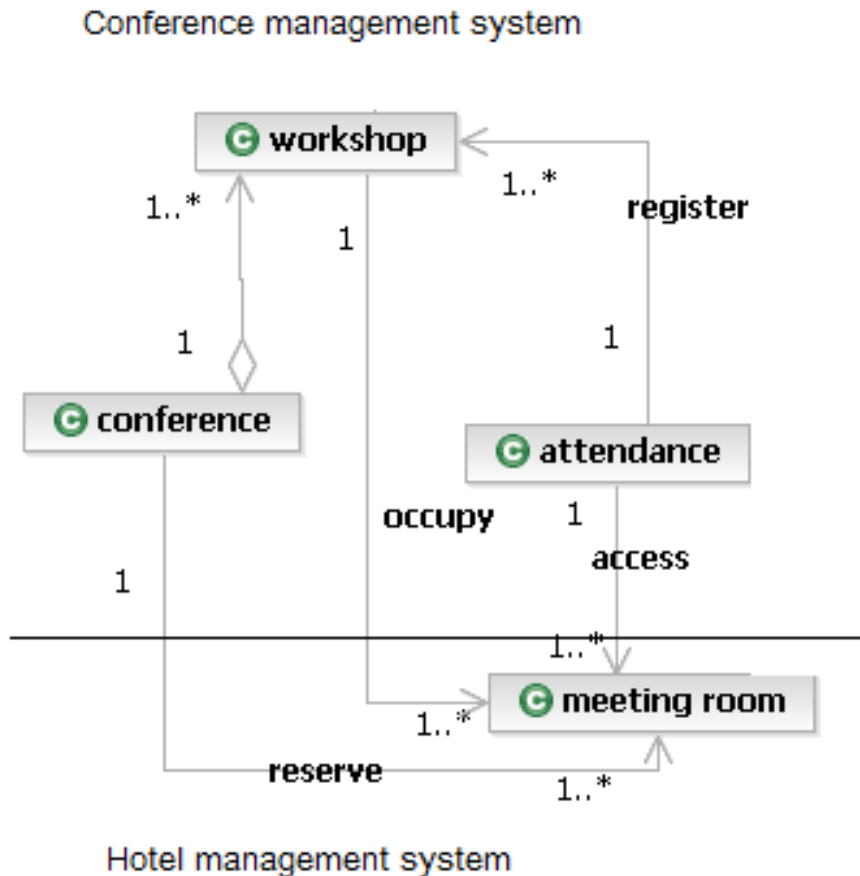 Conference management system
C workshop
1..*
1..*
register
1
1
1
C conference
C attendance
1
occupy
access
1
1..*
C meeting room
1..*
reserve
1..*
Hotel management system